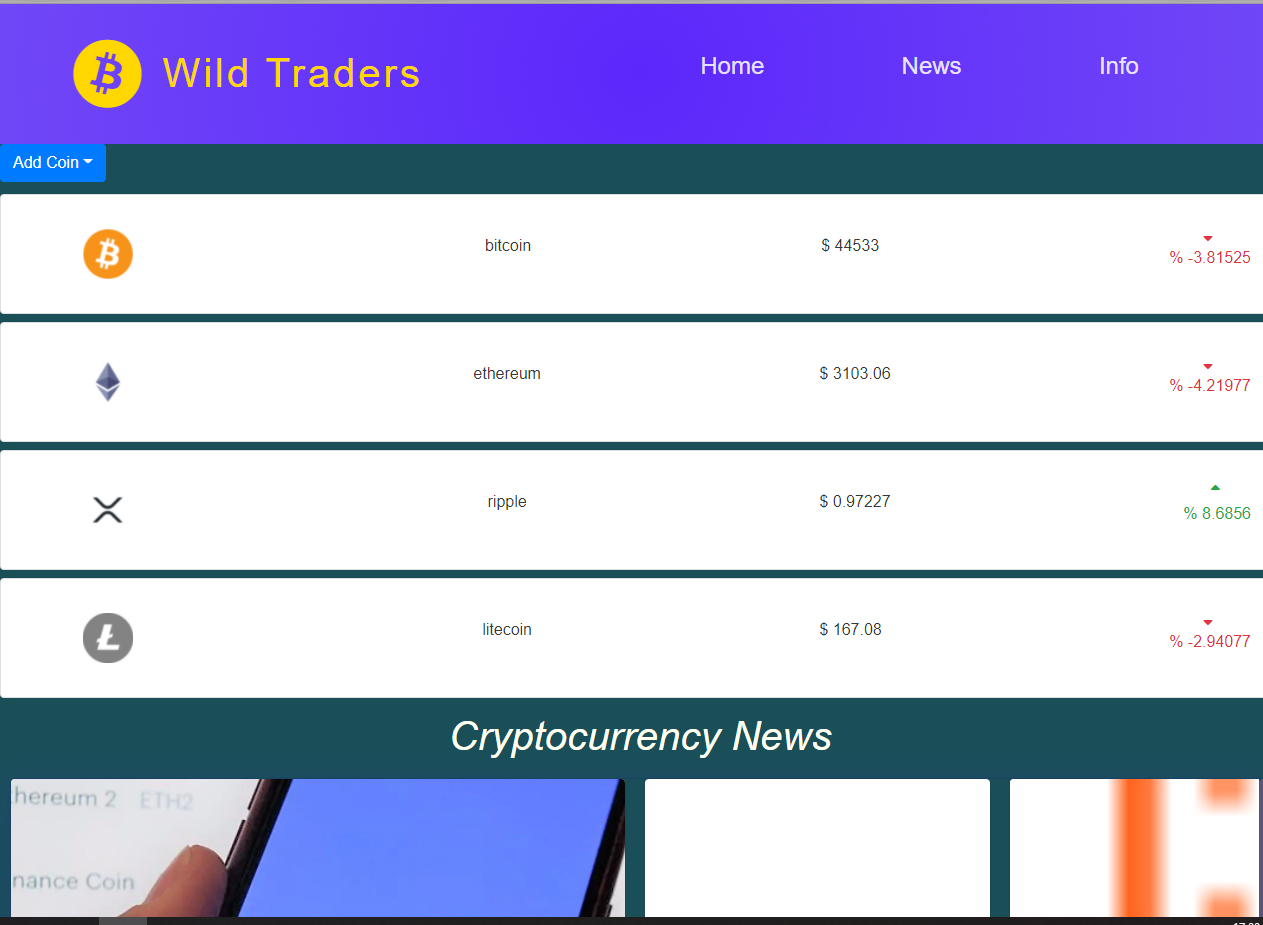 Wild Traders
Home
News
Info
Add Coin
bitcoin
$ 44533
% -3.81525
ethereum
$ 3103.06
% -4.21977
ripple
$ 0.97227
% 8.6856
litecoin
$ 167.08
% -2.94077
Cryptocurrency News
hereum 2 ETH2
nance Coin